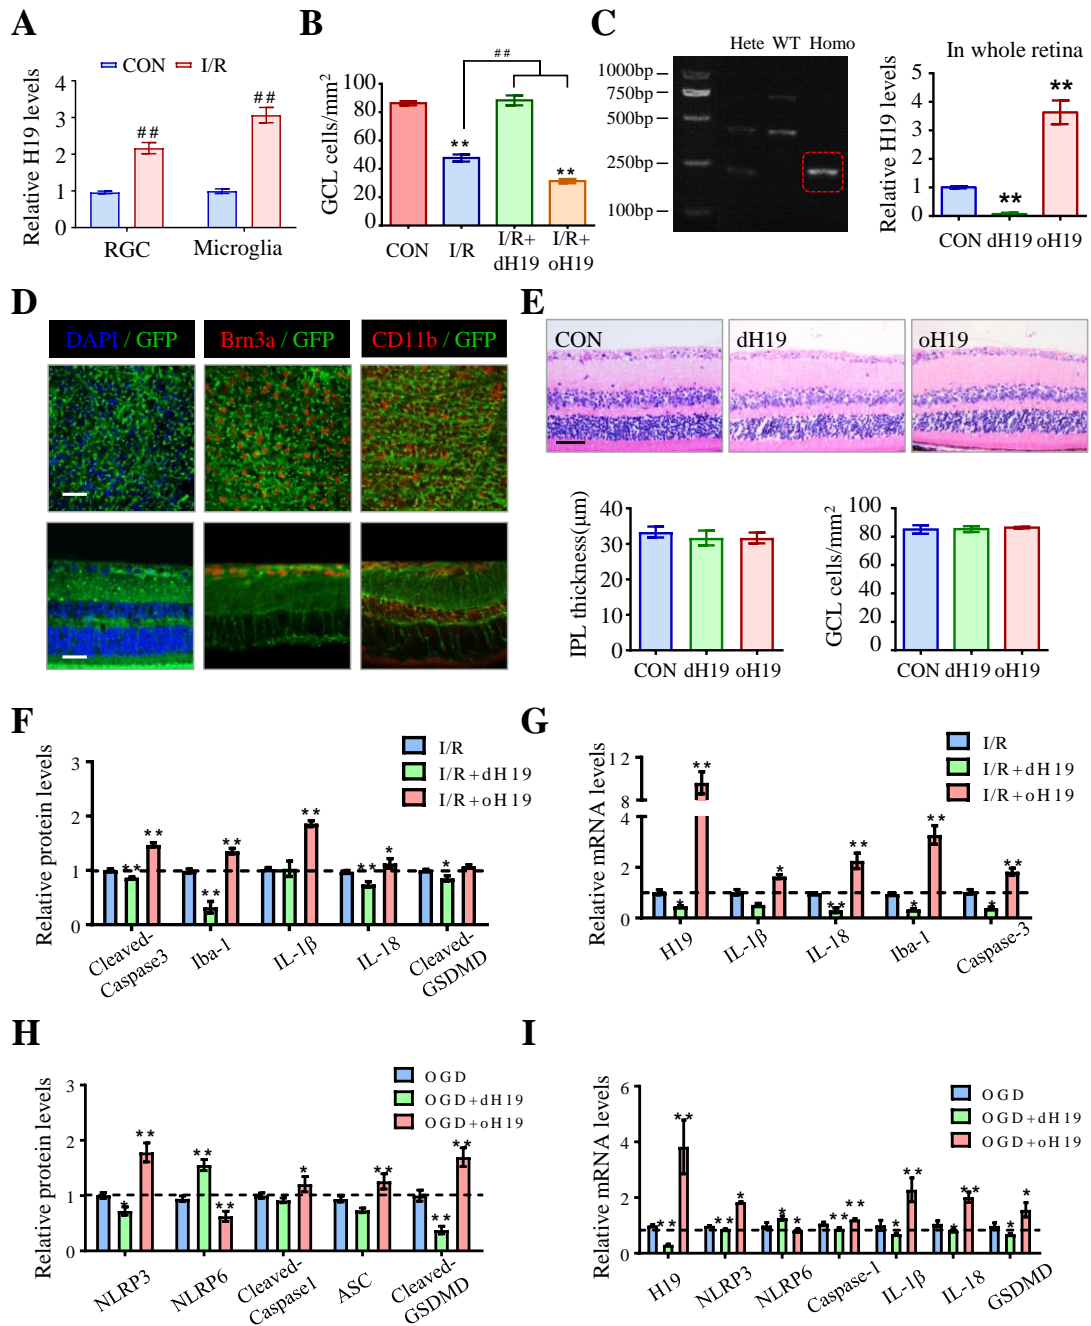 A
CON I/R
Relative H19 levels
4
3
2
1
0
## ##
RGC Microglia
B
##
GCL cells/mm²
100
80
60
40
20
0
** **
CON I/R I/R+ dH19 I/R+ oH19
C
Hete WT Homo
1000bp
750bp
500bp
250bp
100bp
In whole retina
Relative H19 levels
5
4
3
2
1
0
** **
CON dH19 oH19
D
DAPI / GFP Brn3a / GFP CD11b / GFP
E
CON dH19 oH19
IPL thickness(μm)
40
30
20
10
0
CON dH19 oH19
GCL cells/mm²
100
80
60
40
20
0
CON dH19 oH19
F
I/R
I/R+dH19
I/R+oH19
Relative protein levels
3
2
1
0
** ** ** ** ** ** * *
Cleaved-Caspase3 Iba-1 IL-1β IL-18 Cleaved-GSDMD
G
I/R
I/R+dH19
I/R+oH19
Relative mRNA levels
12
8
4
2
0
* ** * ** ** * ** * **
H19 IL-1β IL-18 Iba-1 Caspase-3
H
OGD
OGD+dH19
OGD+oH19
Relative protein levels
3
2
1
0
* ** * ** * ** ** **
NLRP3 NLRP6 Cleaved-Caspase1 ASC Cleaved-GSDMD
I
OGD
OGD+dH19
OGD+oH19
Relative mRNA levels
6
4
2
0
** ** ** * * * ** ** * ** * ** * *
H19 NLRP3 NLRP6 Caspase-1 IL-1β IL-18 GSDMD